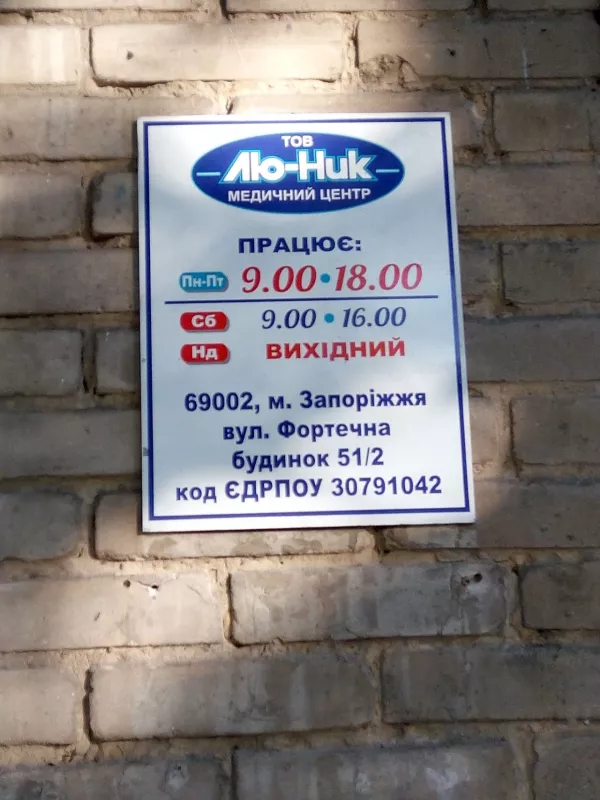 ТОВ
Лю-Ник
МЕДИЧНИЙ ЦЕНТР
ПРАЦЮЄ:
Пн-Пт 9.00•18.00
Сб 9.00•16.00
Нд ВИХІДНИЙ
69002, м. Запоріжжя
вул. Фортечна
будинок 51/2
код ЄДРПОУ 30791042